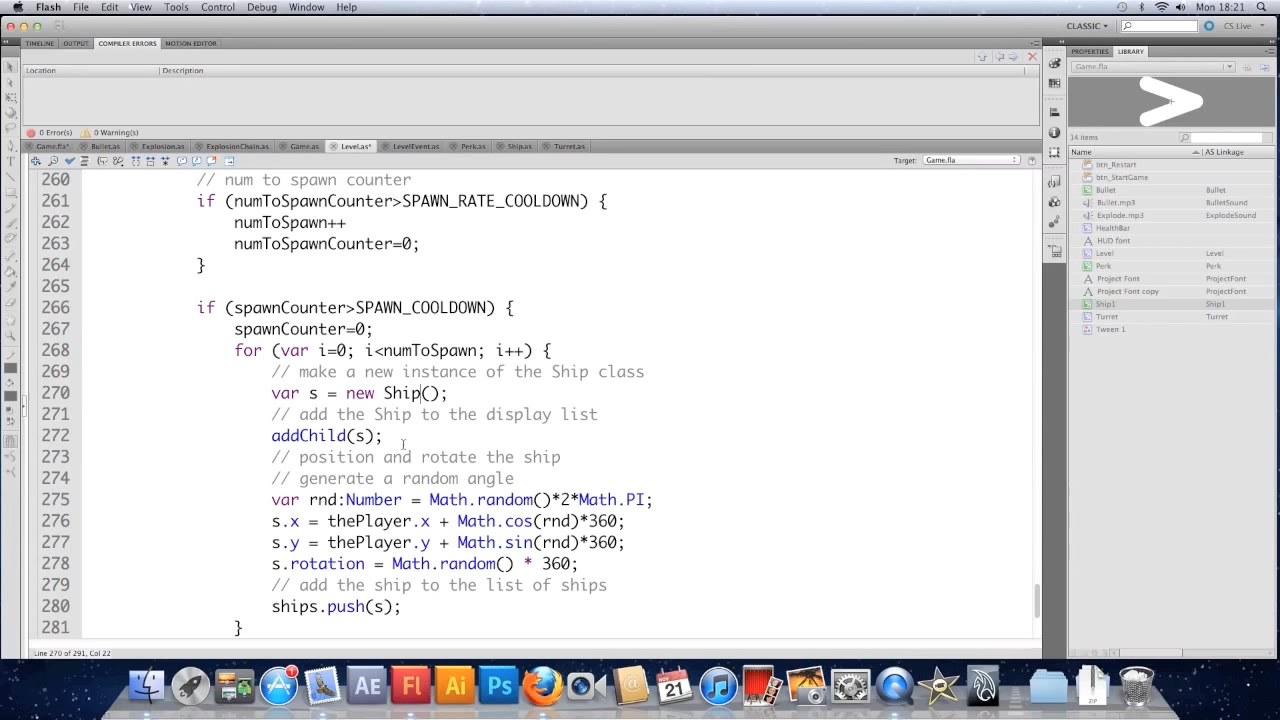 Flash File Edit View Tools Control Debug Window Help Mon 18:21
CLASSIC CS Live
TIMELINE OUTPUT COMPILER ERRORS MOTION EDITOR PROPERTIES LIBRARY
Game.fla
Location Description
0 Error(s) 0 Warning(s)
14 items
Game.fla* Bullet.as Explosion.as ExplosionChain.as Game.as Level.as* LevelEvent.as Perk.as Ship.as Turret.as
Target: Game.fla
Name AS Linkage
btn_Restart
btn_StartGame
Bullet Bullet
Bullet.mp3 BulletSound
Explode.mp3 ExplodeSound
HealthBar
HUD font
Level Level
Perk Perk
Project Font ProjectFont
Project Font copy ProjectFont
Ship1 Ship1
Turret Turret
Tween 1
260 // num to spawn counter
261 if (numToSpawnCounter>SPAWN_RATE_COOLDOWN) {
262 numToSpawn++
263 numToSpawnCounter=0;
264 }
265
266 if (spawnCounter>SPAWN_COOLDOWN) {
267 spawnCounter=0;
268 for (var i=0; i<numToSpawn; i++) {
269 // make a new instance of the Ship class
270 var s = new Ship();
271 // add the Ship to the display list
272 addChild(s);
273 // position and rotate the ship
274 // generate a random angle
275 var rnd:Number = Math.random()*2*Math.PI;
276 s.x = thePlayer.x + Math.cos(rnd)*360;
277 s.y = thePlayer.y + Math.sin(rnd)*360;
278 s.rotation = Math.random() * 360;
279 // add the ship to the list of ships
280 ships.push(s);
281 }
Line 270 of 291, Col 22
1
AE Fl Ai Ps
NOV
21
ZIP